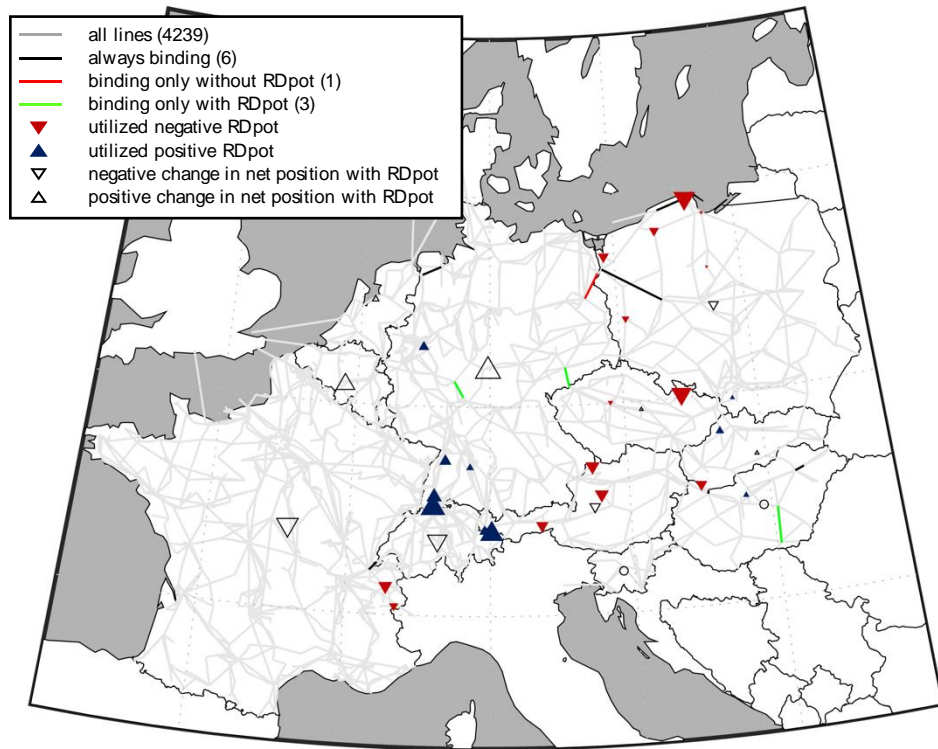 all lines (4239)
always binding (6)
binding only without RDpot (1)
binding only with RDpot (3)
utilized negative RDpot
utilized positive RDpot
negative change in net position with RDpot
positive change in net position with RDpot